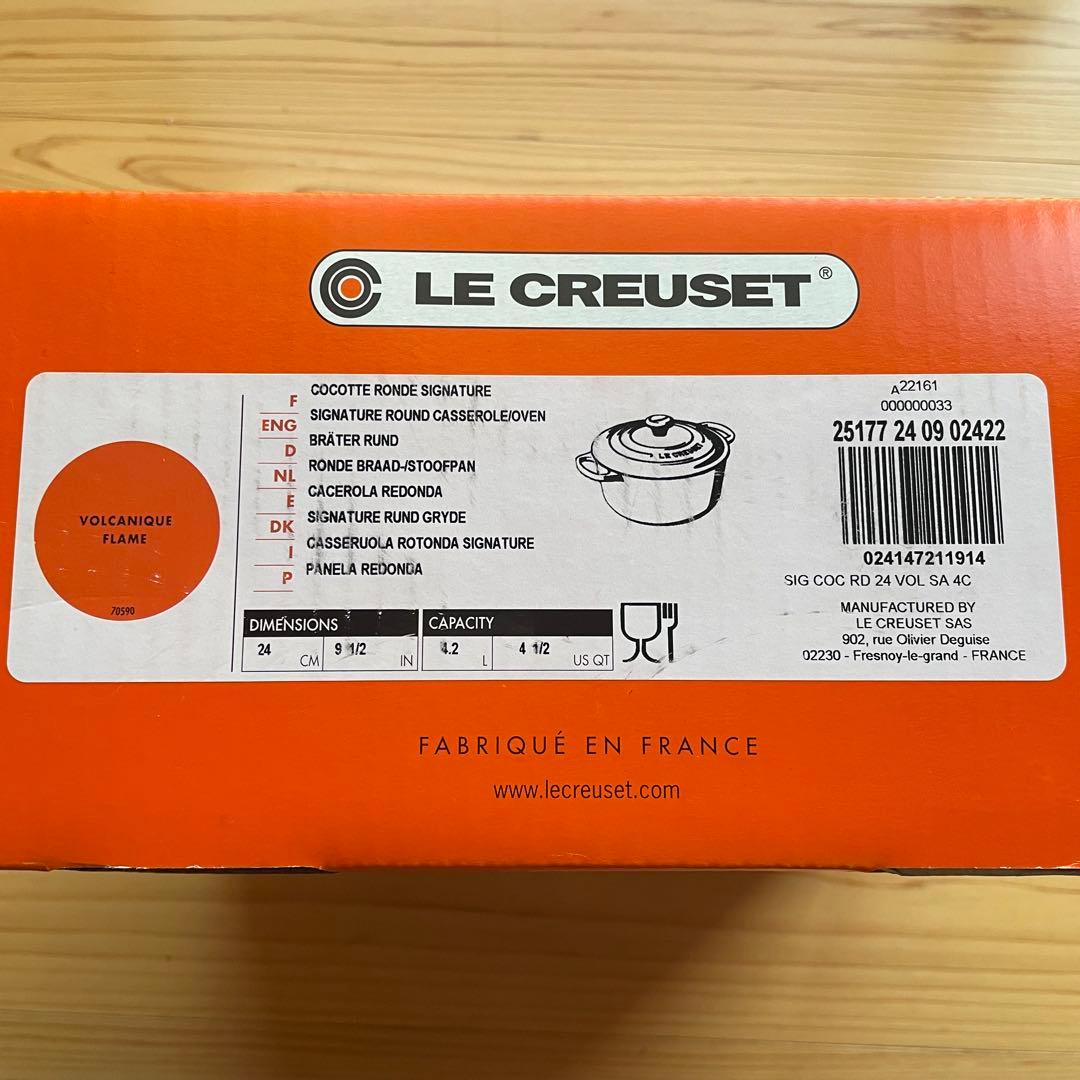 LE CREUSET ®
F COCOTTE RONDE SIGNATURE
ENG SIGNATURE ROUND CASSEROLE/OVEN
D BRÄTER RUND
NL RONDE BRAAD-/STOOFPAN
E CACEROLA REDONDA
DK SIGNATURE RUND GRYDE
I CASSERUOLA ROTONDA SIGNATURE
P PANELA REDONDA
VOLCANIQUE
FLAME
70590
DIMENSIONS
24 CM 9 1/2 IN
CAPACITY
4.2 L 4 1/2 US QT
LE CREUSET
A22161
000000033
25177 24 09 02422
024147211914
SIG COC RD 24 VOL SA 4C
MANUFACTURED BY
LE CREUSET SAS
902, rue Olivier Deguise
02230 - Fresnoy-le-grand - FRANCE
FABRIQUÉ EN FRANCE
www.lecreuset.com